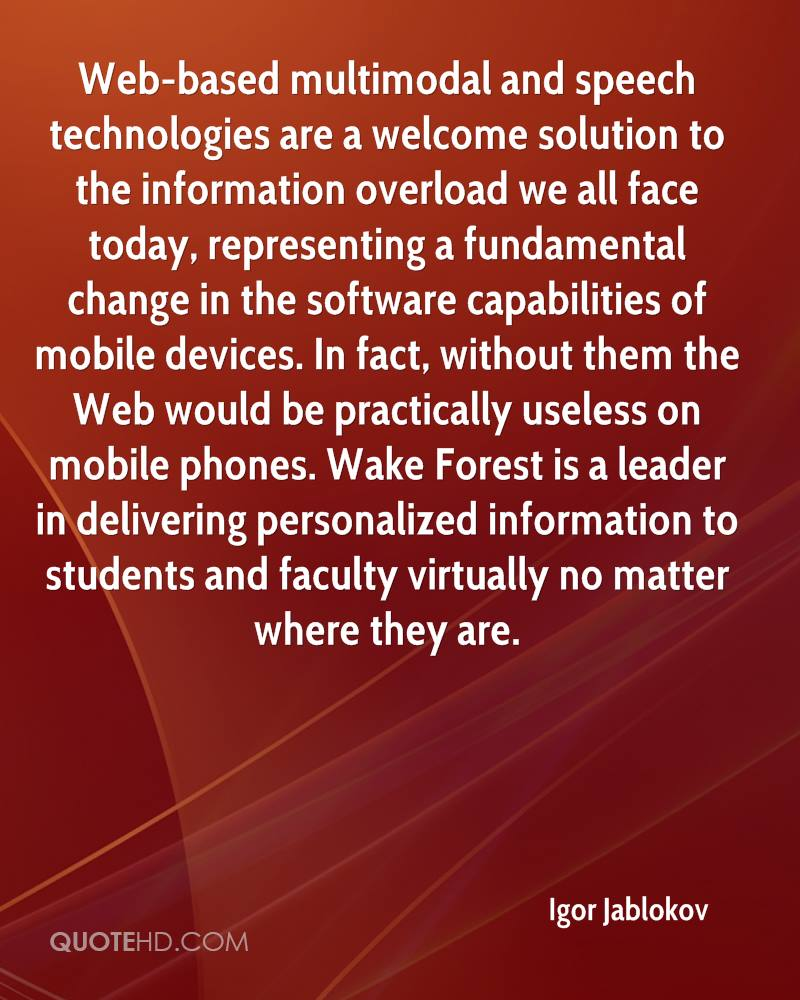 Web-based multimodal and speech
technologies are a welcome solution to
the information overload we all face
today, representing a fundamental
change in the software capabilities of
mobile devices. In fact, without them the
Web would be practically useless on
mobile phones. Wake Forest is a leader
in delivering personalized information to
students and faculty virtually no matter
where they are.
Igor Jablokov
QUOTEHD.COM